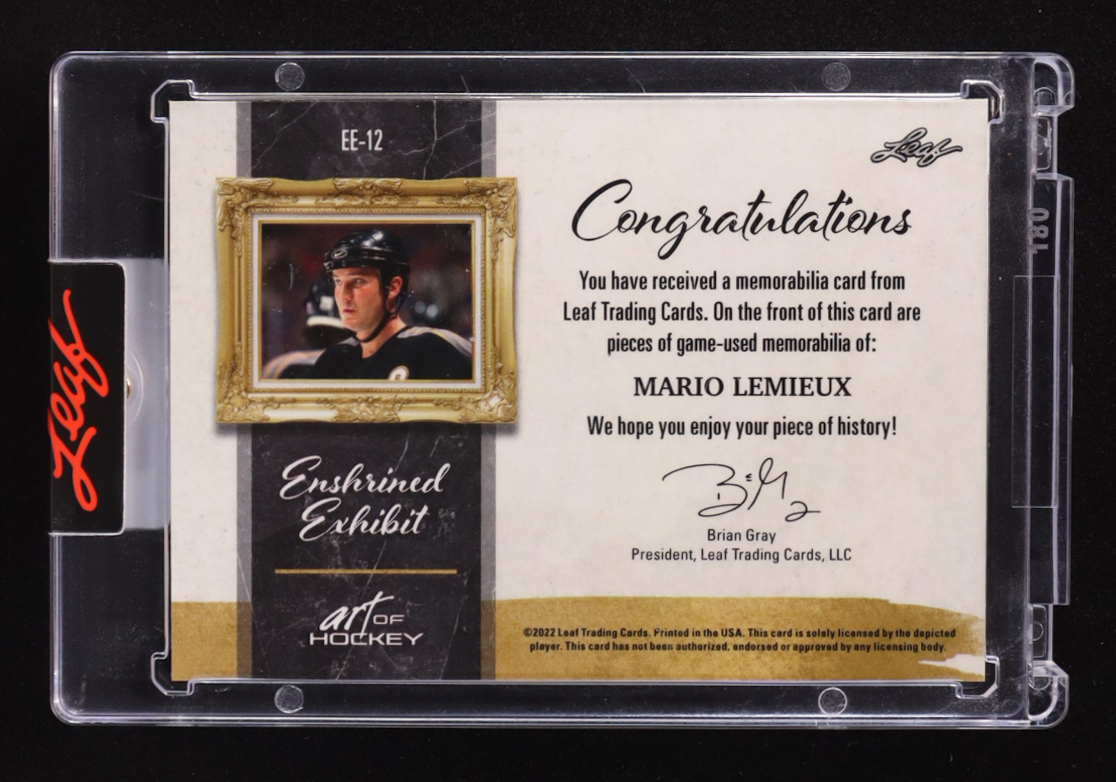 EE-12
Leaf
Congratulations
You have received a memorabilia card from
Leaf Trading Cards. On the front of this card are
pieces of game-used memorabilia of:
MARIO LEMIEUX
We hope you enjoy your piece of history!
Brian Gray
President, Leaf Trading Cards, LLC
Enshrined
Exhibit
art OF
HOCKEY
©2022 Leaf Trading Cards. Printed in the USA. This card is solely licensed by the depicted
player. This card has not been authorized, endorsed or approved by any licensing body.
Leaf